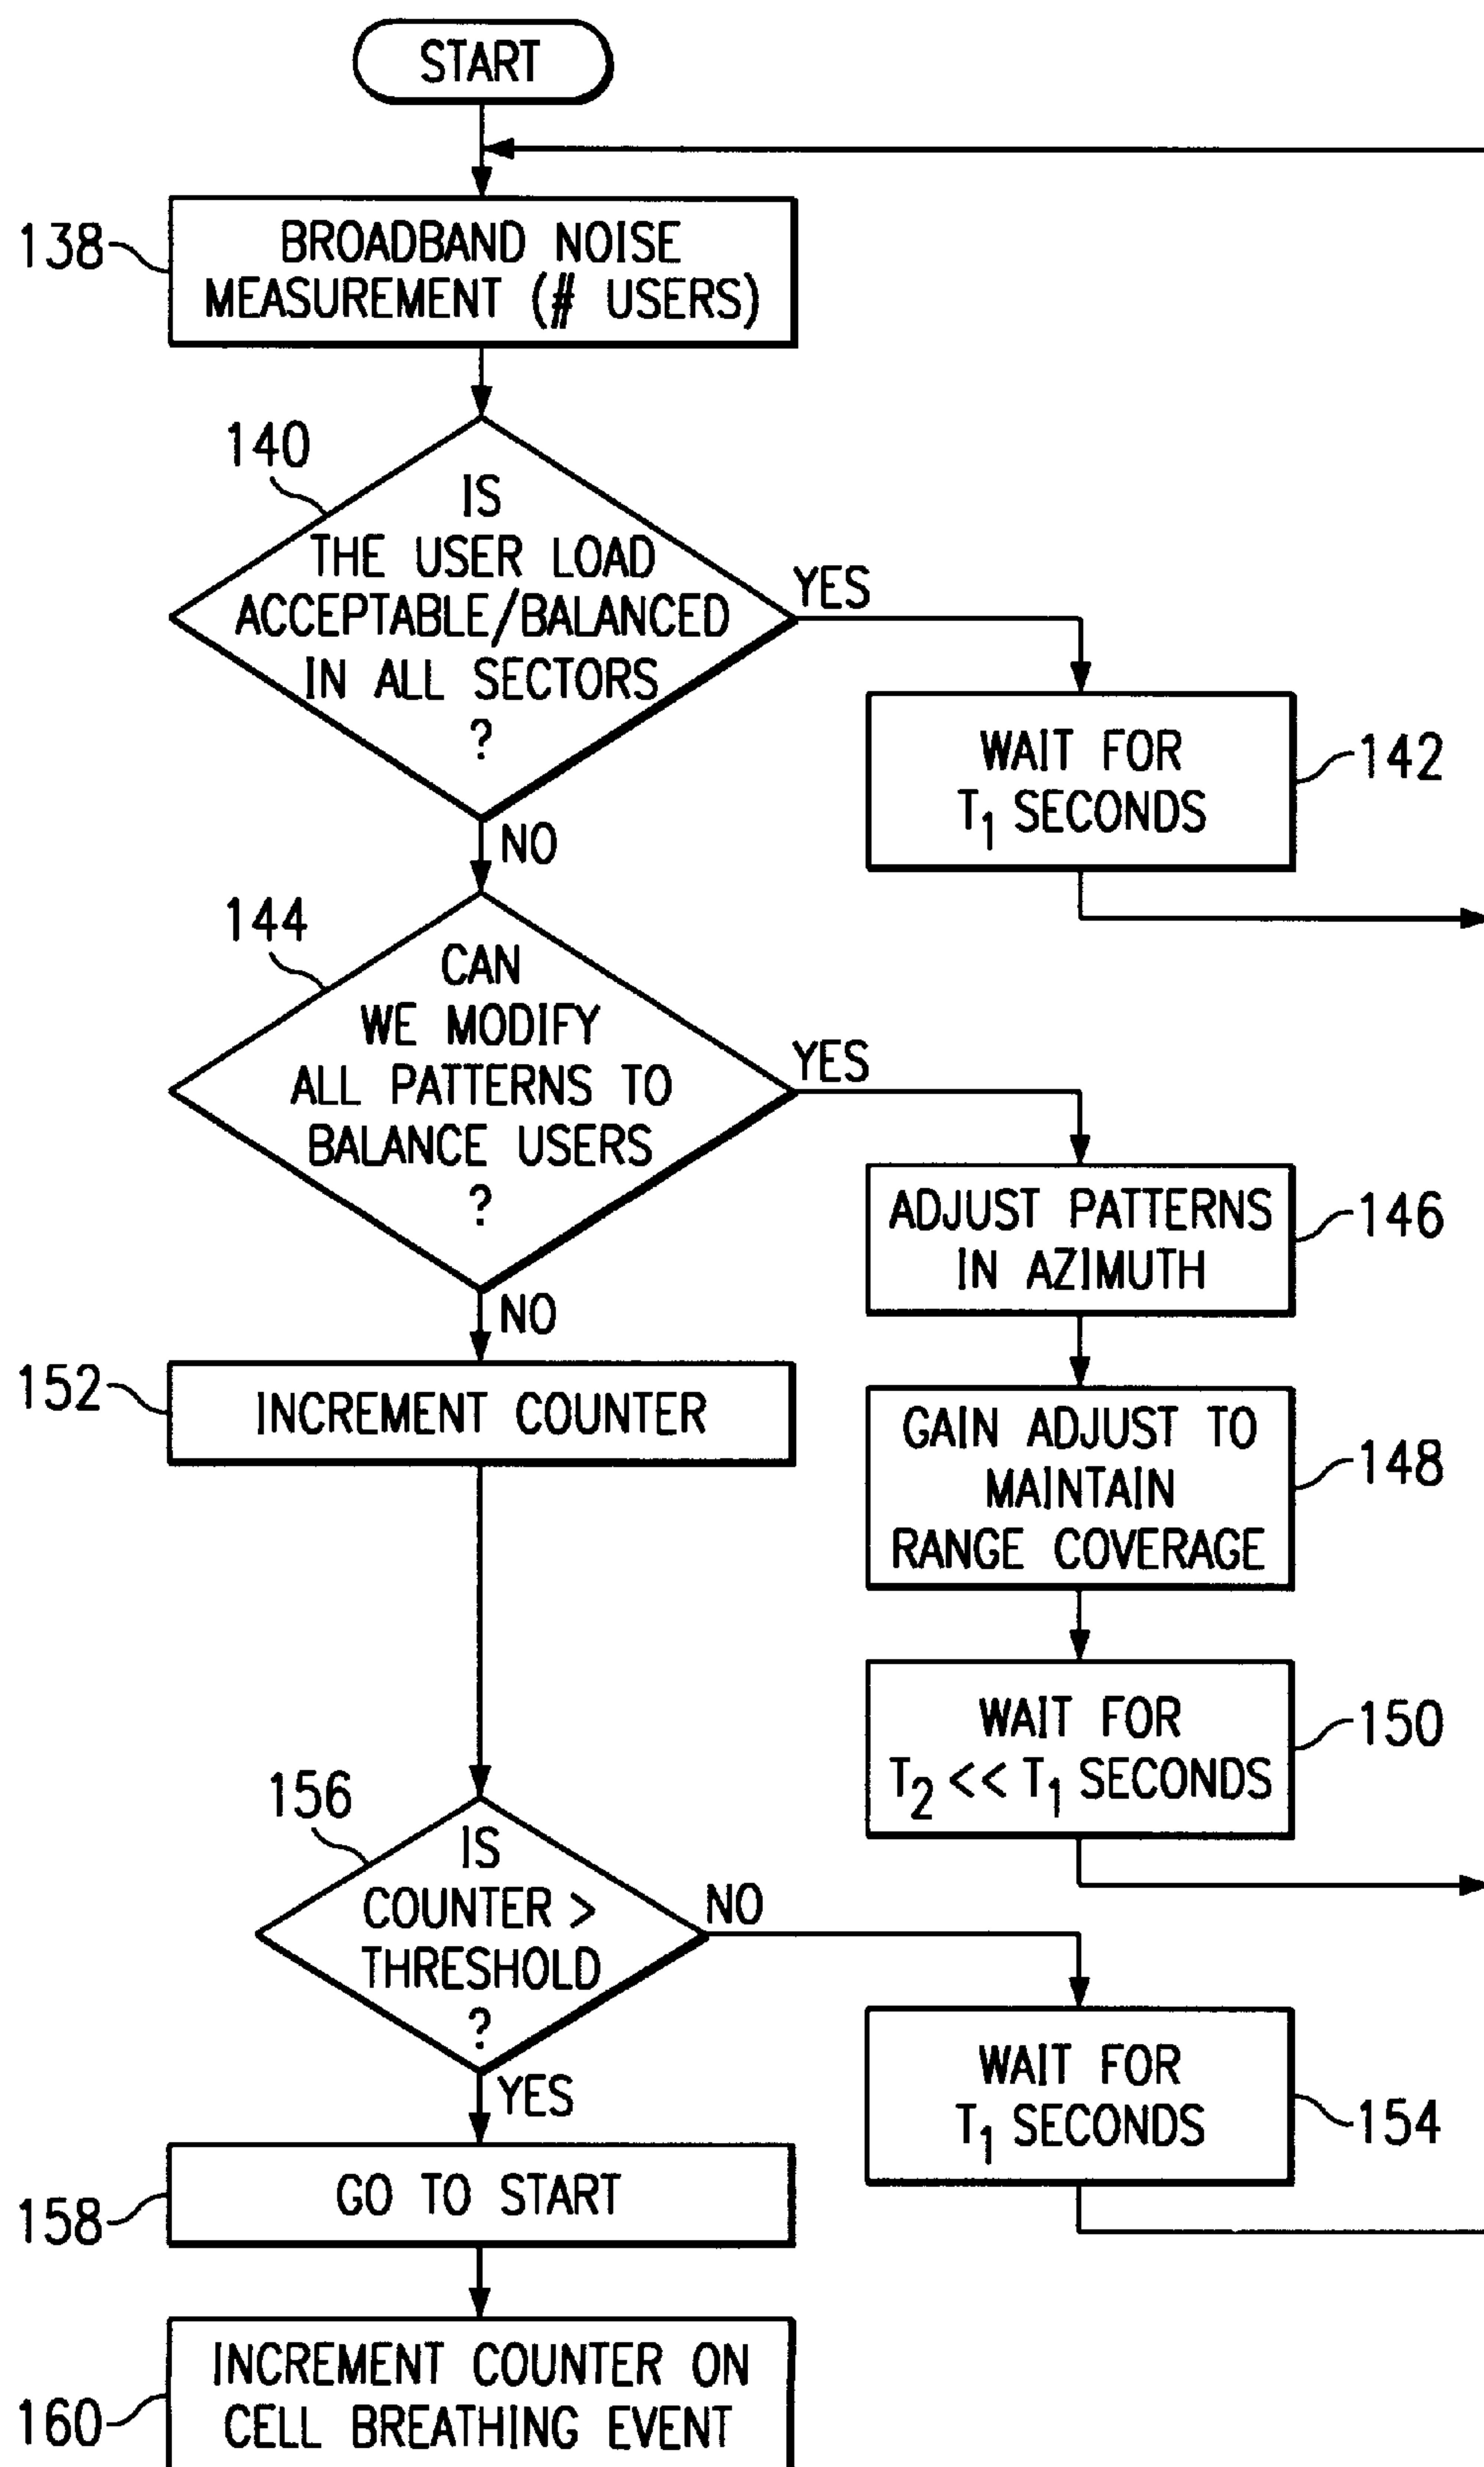 START
138
BROADBAND NOISE
MEASUREMENT (# USERS)
140
IS
THE USER LOAD
ACCEPTABLE/BALANCED
IN ALL SECTORS
?
YES
NO
WAIT FOR
T1 SECONDS
142
144
CAN
WE MODIFY
ALL PATTERNS TO
BALANCE USERS
?
YES
NO
ADJUST PATTERNS
IN AZIMUTH
146
152
INCREMENT COUNTER
GAIN ADJUST TO
MAINTAIN
RANGE COVERAGE
148
WAIT FOR
T2 << T1 SECONDS
150
156
IS
COUNTER >
THRESHOLD
?
NO
YES
WAIT FOR
T1 SECONDS
154
158
GO TO START
160
INCREMENT COUNTER ON
CELL BREATHING EVENT